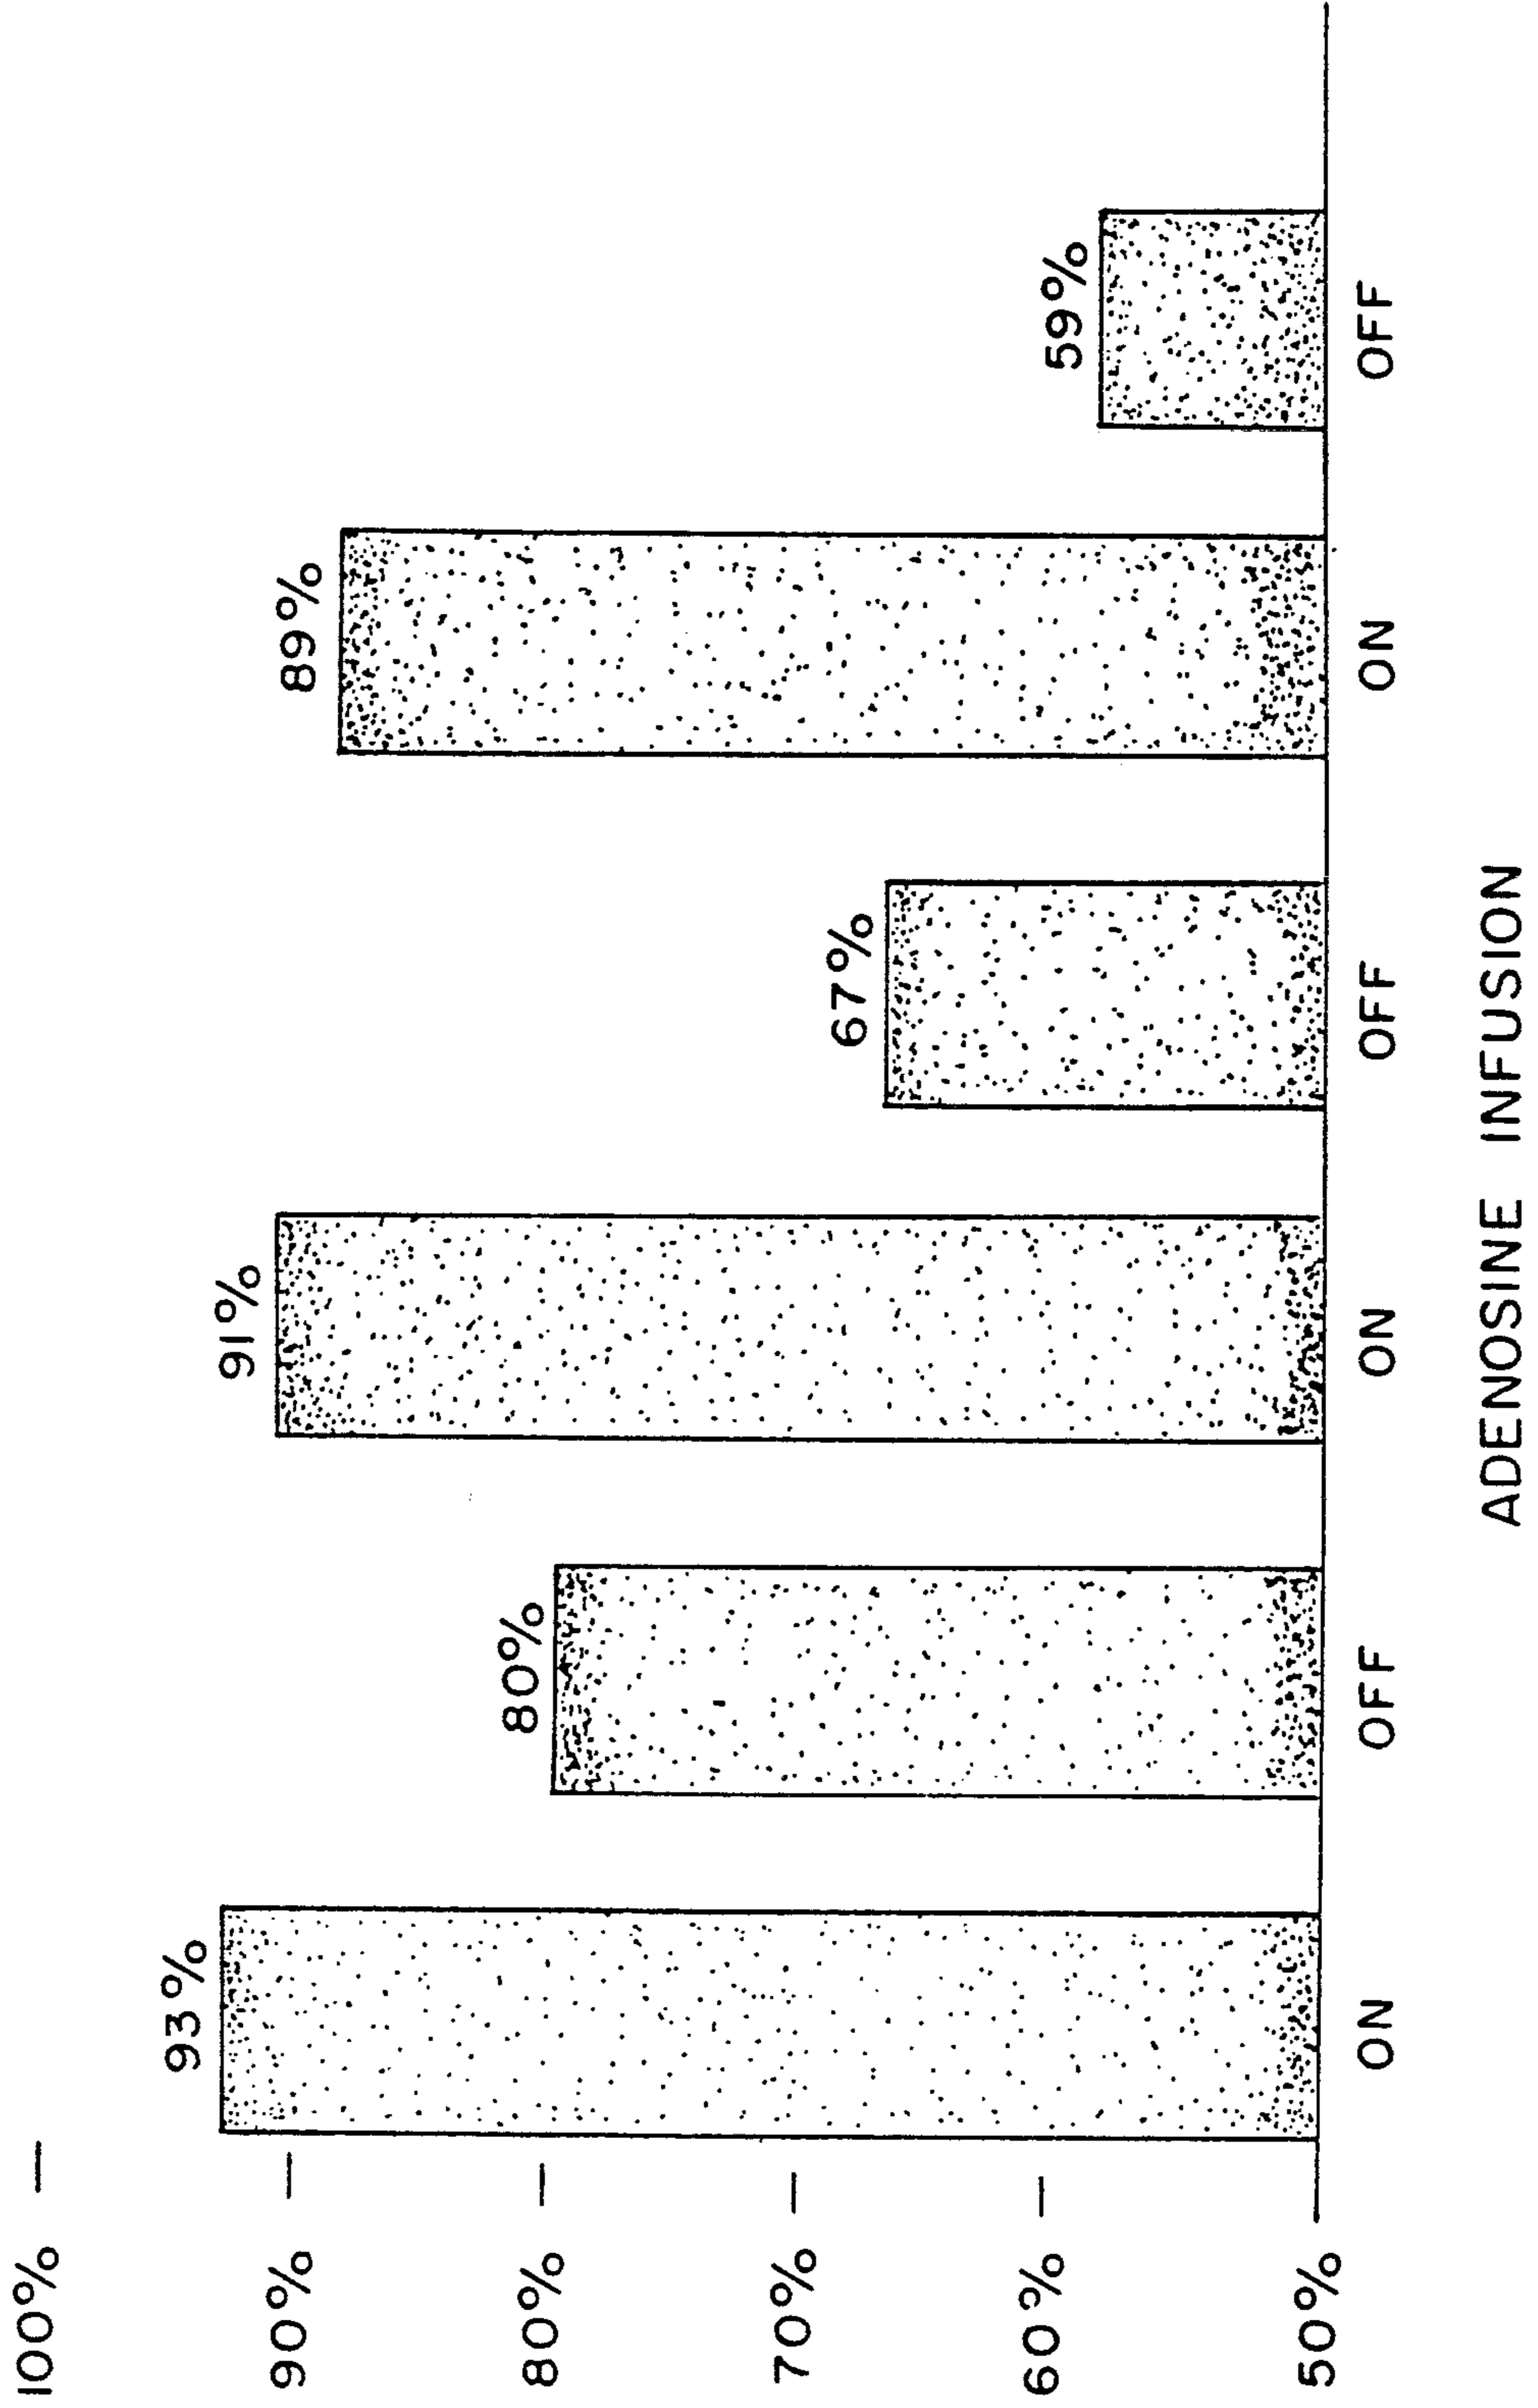 100%
90%
80%
70%
60%
50%
93%
80%
91%
67%
89%
59%
ON
OFF
ON
OFF
ON
OFF
ADENOSINE INFUSION